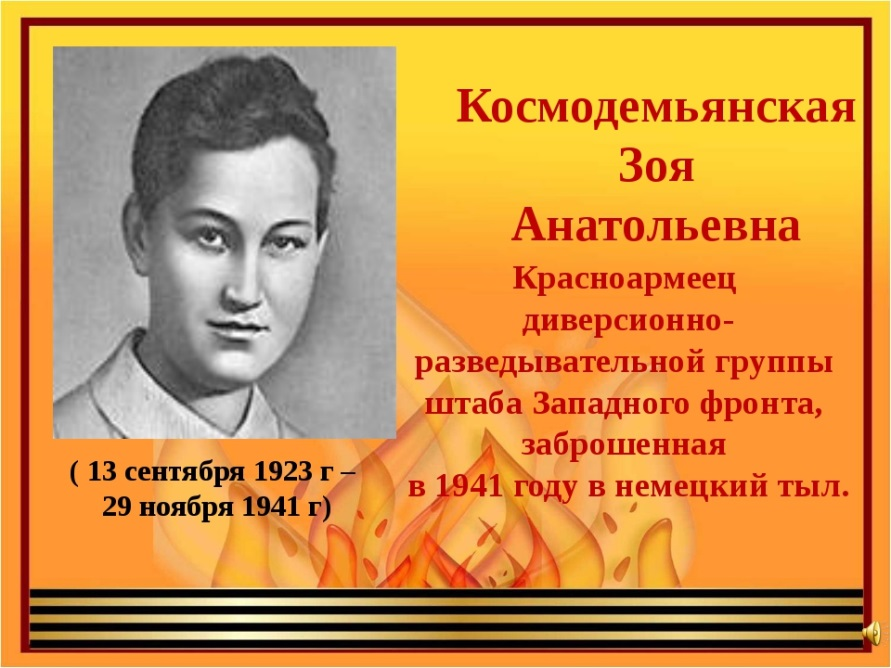 Космодемьянская
Зоя
Анатольевна
Красноармеец
диверсионно-
разведывательной группы
штаба Западного фронта,
заброшенная
в 1941 году в немецкий тыл.
( 13 сентября 1923 г –
29 ноября 1941 г)